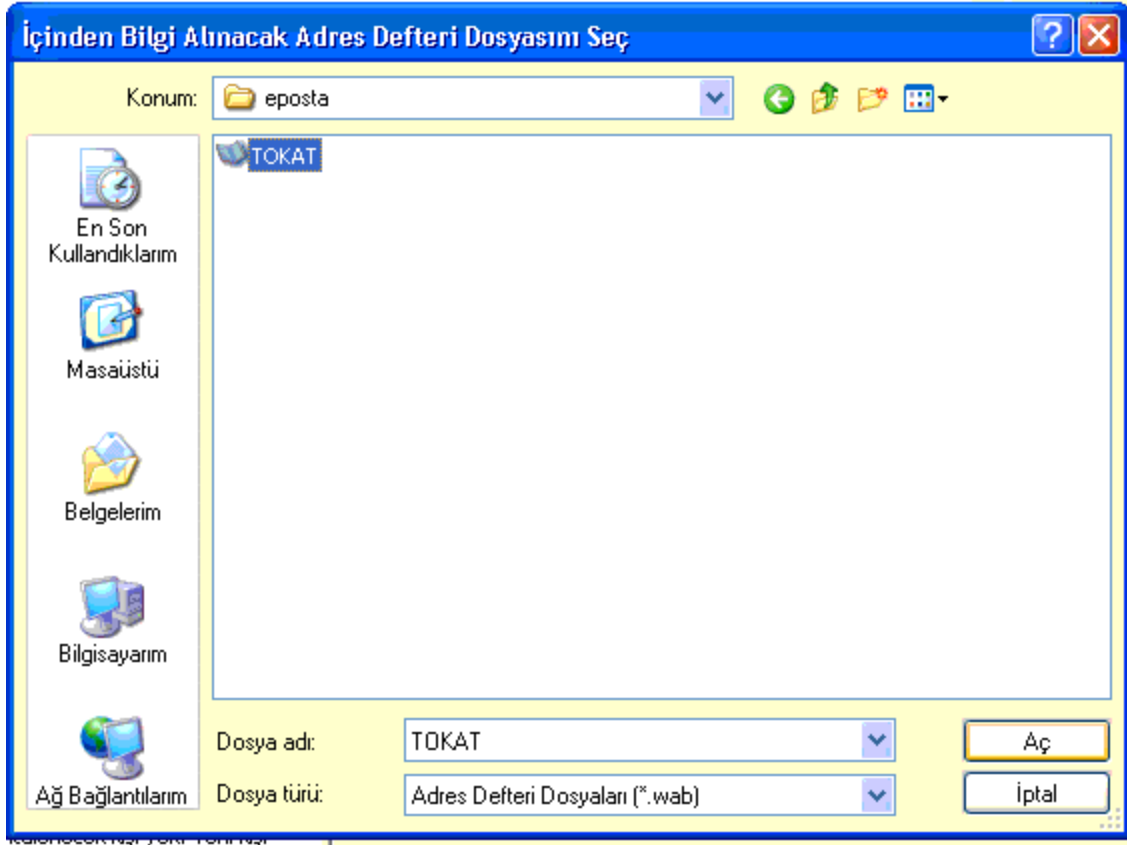 İçinden Bilgi Alınacak Adres Defteri Dosyasını Seç
Konum: eposta
TOKAT
En Son
Kullandıklarım
Masaüstü
Belgelerim
Bilgisayarım
Ağ Bağlantılarım
Dosya adı: TOKAT Aç
Dosya türü: Adres Defteri Dosyaları (*.wab) İptal